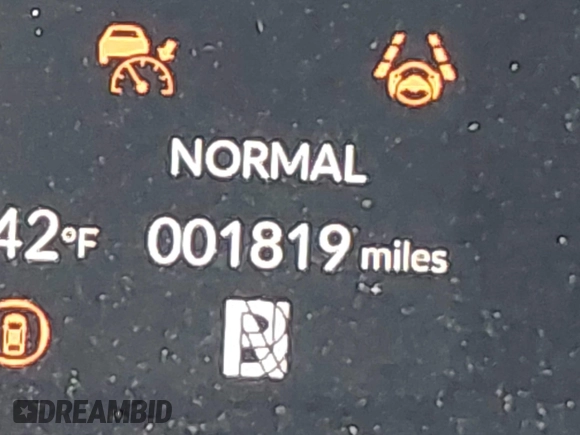 NORMAL
42°F
001819 miles
B
DREAMBID